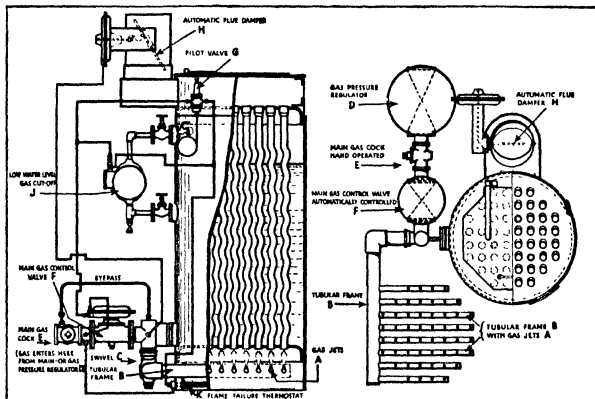 AUTOMATIC FLUE DAMPER
H
PILOT VALVE
G
LOW WATER LEVEL
GAS CUT-OFF
J
MAIN GAS CONTROL
VALVE F
BYEPASS
MAIN GAS
COCK E
(GAS ENTERS HERE
FROM MAIN OR GAS
PRESSURE REGULATOR D)
SWIVEL C
TUBULAR
FRAME B
K FLAME FAILURE THERMOSTAT
GAS JETS
A
GAS PRESSURE
REGULATOR
D
AUTOMATIC FLUE
DAMPER H
MAIN GAS COCK
HAND OPERATED
E
MAIN GAS CONTROL VALVE
AUTOMATICALLY CONTROLLED
F
TUBULAR FRAME
B
TUBULAR FRAME B
WITH GAS JETS A